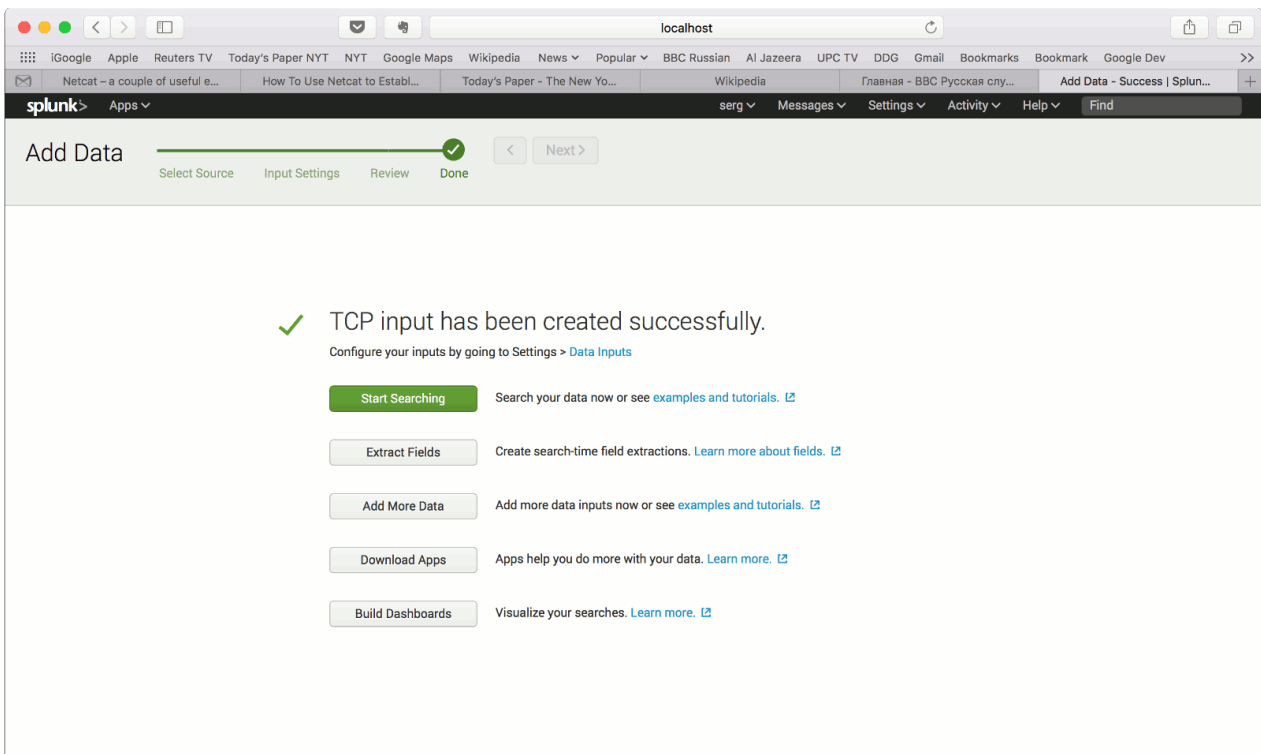 localhost
iGoogle Apple Reuters TV Today's Paper NYT NYT Google Maps Wikipedia News Popular BBC Russian Al Jazeera UPC TV DDG Gmail Bookmarks Bookmark Google Dev >>
Netcat – a couple of useful e... How To Use Netcat to Establ... Today's Paper - The New Yo... Wikipedia Главная - BBC Русская слу... Add Data - Success | Splun... +
splunk> Apps serg Messages Settings Activity Help Find
Add Data < Next >
Select Source Input Settings Review Done
TCP input has been created successfully.
Configure your inputs by going to Settings > Data Inputs
Start Searching Search your data now or see examples and tutorials.
Extract Fields Create search-time field extractions. Learn more about fields.
Add More Data Add more data inputs now or see examples and tutorials.
Download Apps Apps help you do more with your data. Learn more.
Build Dashboards Visualize your searches. Learn more.